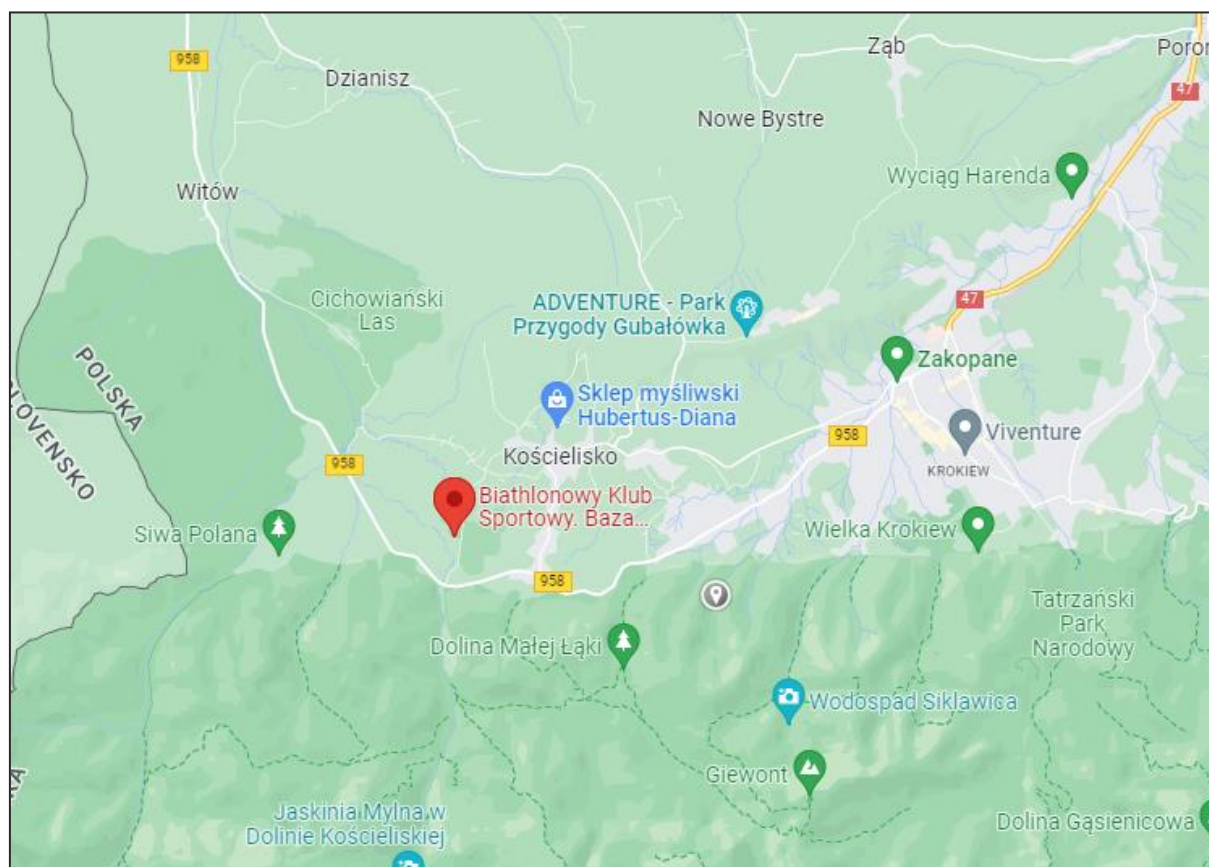 958
Ząb
Poror
47
Dzianisz
Nowe Bystre
Wyciąg Harenda
Witów
Cichowiański
Las
ADVENTURE - Park
Przygody Gubałówka
47
POLSKA
LOVENSKO
Zakopane
Sklep myśliwski
Hubertus-Diana
958
Viventure
Kościelisko
958
KROKIEW
Biathlonowy Klub
Sportowy. Baza...
Siwa Polana
Wielka Krokiew
958
Tatrzański
Park
Narodowy
Dolina Małej Łąki
Wodospad Siklawica
Giewont
Jaskinia Mylna w
Dolinie Kościeliskiej
Dolina Gąsienicowa